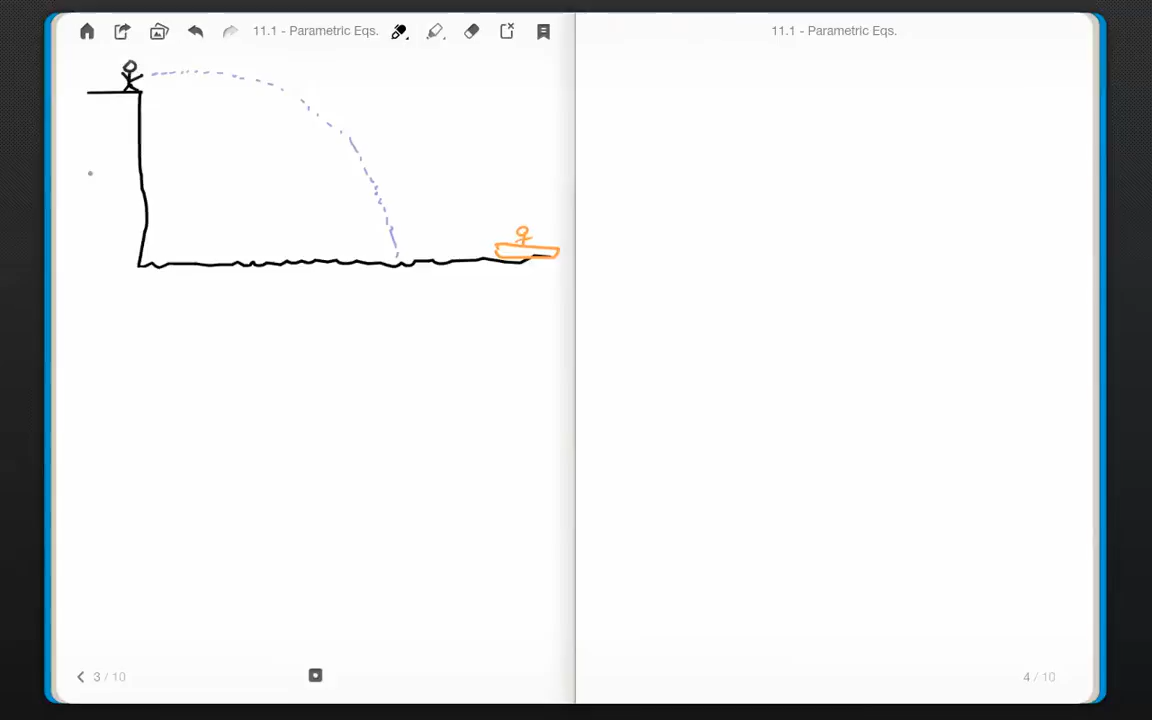 11.1 - Parametric Eqs.
11.1 - Parametric Eqs.
3 / 10
4 / 10